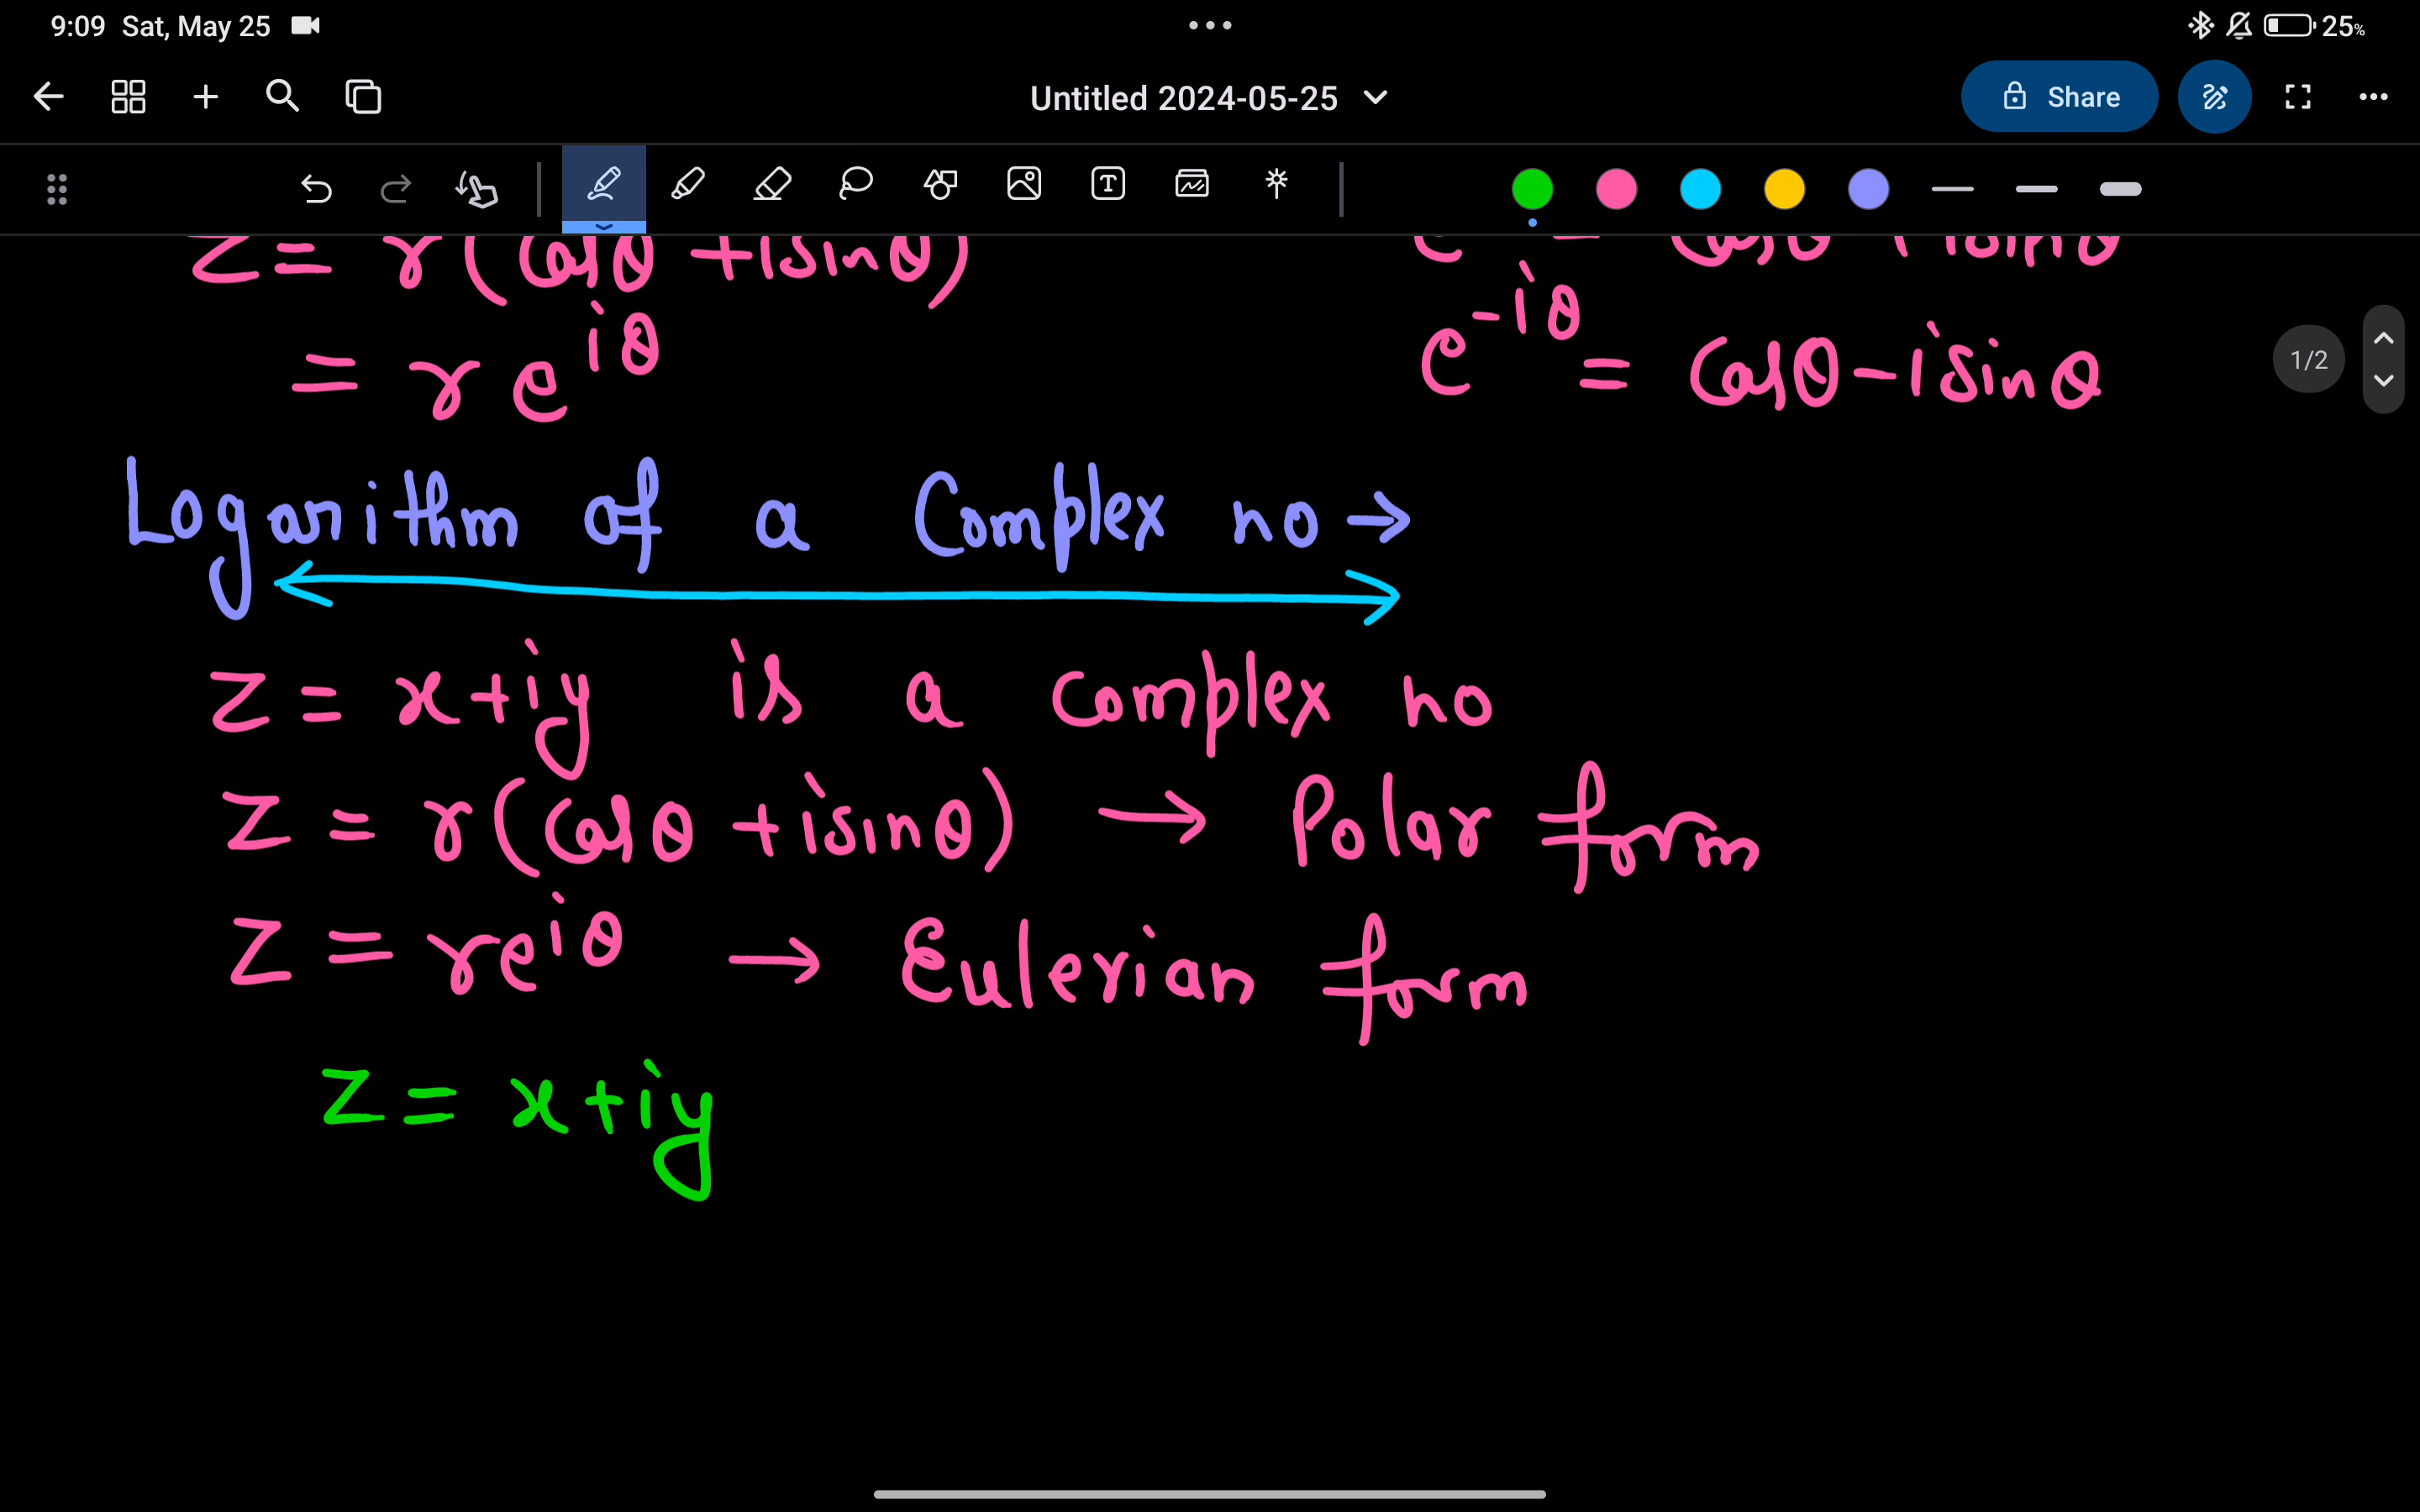 9:09 Sat, May 25
25%
Untitled 2024-05-25
Share
Z = r(cosθ + isinθ)
= re^{iθ}
e^{-iθ} = cosθ - isinθ
1/2
Logarithm of a Complex no →
Z = x+iy is a complex no
Z = r(cosθ + isinθ) → Polar form
Z = re^{iθ} → Eulerian form
Z = x+iy